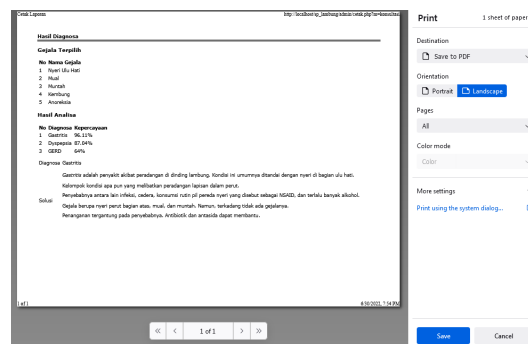 Cetak Laporan
http://localhost/sp_lambung/admin/cetak.php?m=konsultasi
Hasil Diagnosa
Gejala Terpilih
No Nama Gejala
1 Nyeri Ulu Hati
2 Mual
3 Muntah
4 Kembung
5 Anoreksia
Hasil Analisa
No Diagnosa Kepercayaan
1 Gastritis 96.11%
2 Dyspepsia 87.04%
3 GERD 64%
Diagnosa Gastritis
Gastritis adalah penyakit akibat peradangan di dinding lambung. Kondisi ini umumnya ditandai dengan nyeri di bagian ulu hati.
Kelompok kondisi apa pun yang melibatkan peradangan lapisan dalam perut.
Penyebabnya antara lain infeksi, cedera, konsumsi rutin pil pereda nyeri yang disebut sebagai NSAID, dan terlalu banyak alkohol.
Solusi
Gejala berupa nyeri perut bagian atas, mual, dan muntah. Namun, terkadang tidak ada gejalanya.
Penanganan tergantung pada penyebabnya. Antibiotik dan antasida dapat membantu.
1 of 1
6/30/2022, 7:54 PM
1 of 1
Print
1 sheet of paper
Destination
Save to PDF
Orientation
Portrait
Landscape
Pages
All
Color mode
Color
More settings
Print using the system dialog...
Save
Cancel